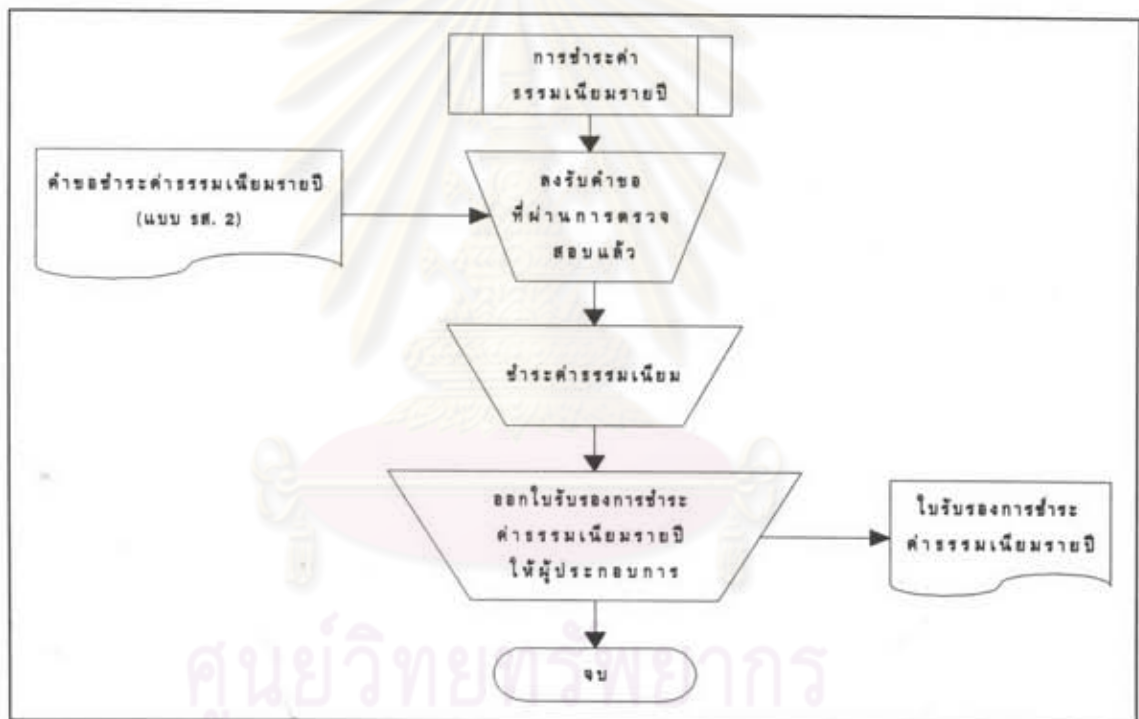 การชำระค่า
ธรรมเนียมรายปี
คำขอชำระค่าธรรมเนียมรายปี
(แบบ รส. 2)
ลงรับคำขอ
ที่ผ่านการตรวจ
สอบแล้ว
ชำระค่าธรรมเนียม
ออกใบรับรองการชำระ
ค่าธรรมเนียมรายปี
ให้ผู้ประกอบการ
ใบรับรองการชำระ
ค่าธรรมเนียมรายปี
จบ
ศูนย์วิทยทรัพยากร